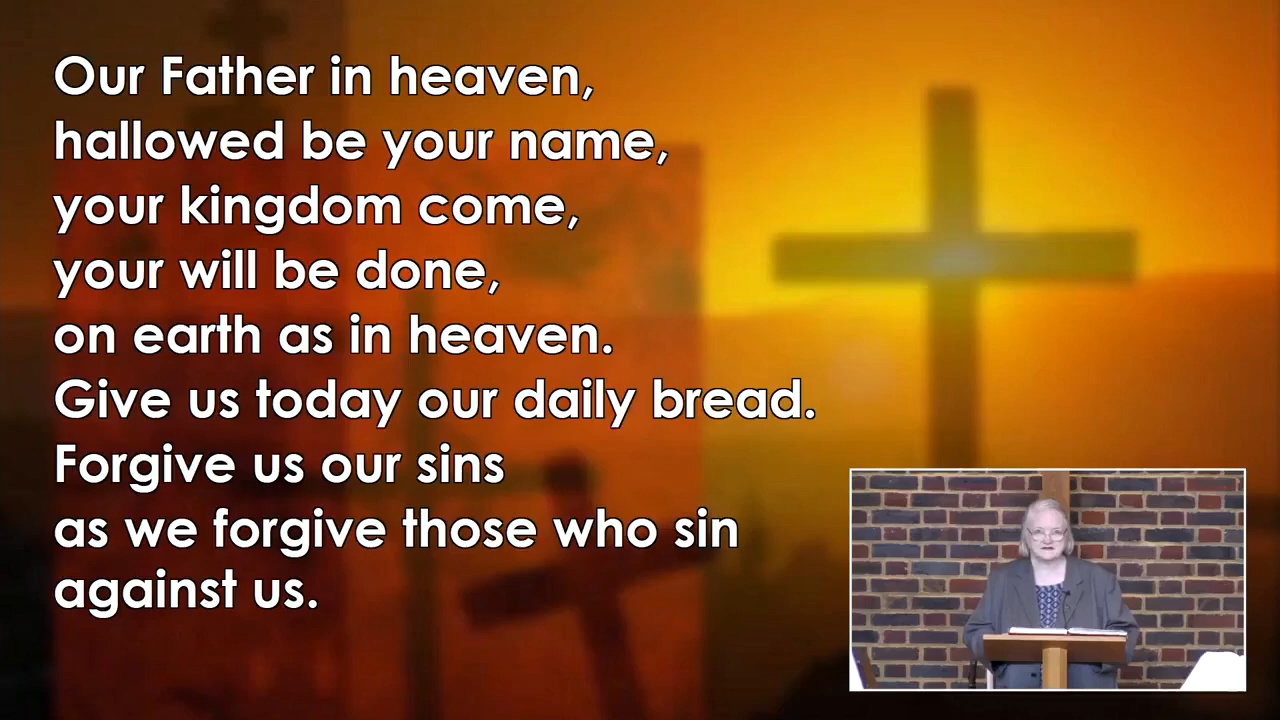 Our Father in heaven,
hallowed be your name,
your kingdom come,
your will be done,
on earth as in heaven.
Give us today our daily bread.
Forgive us our sins
as we forgive those who sin
against us.